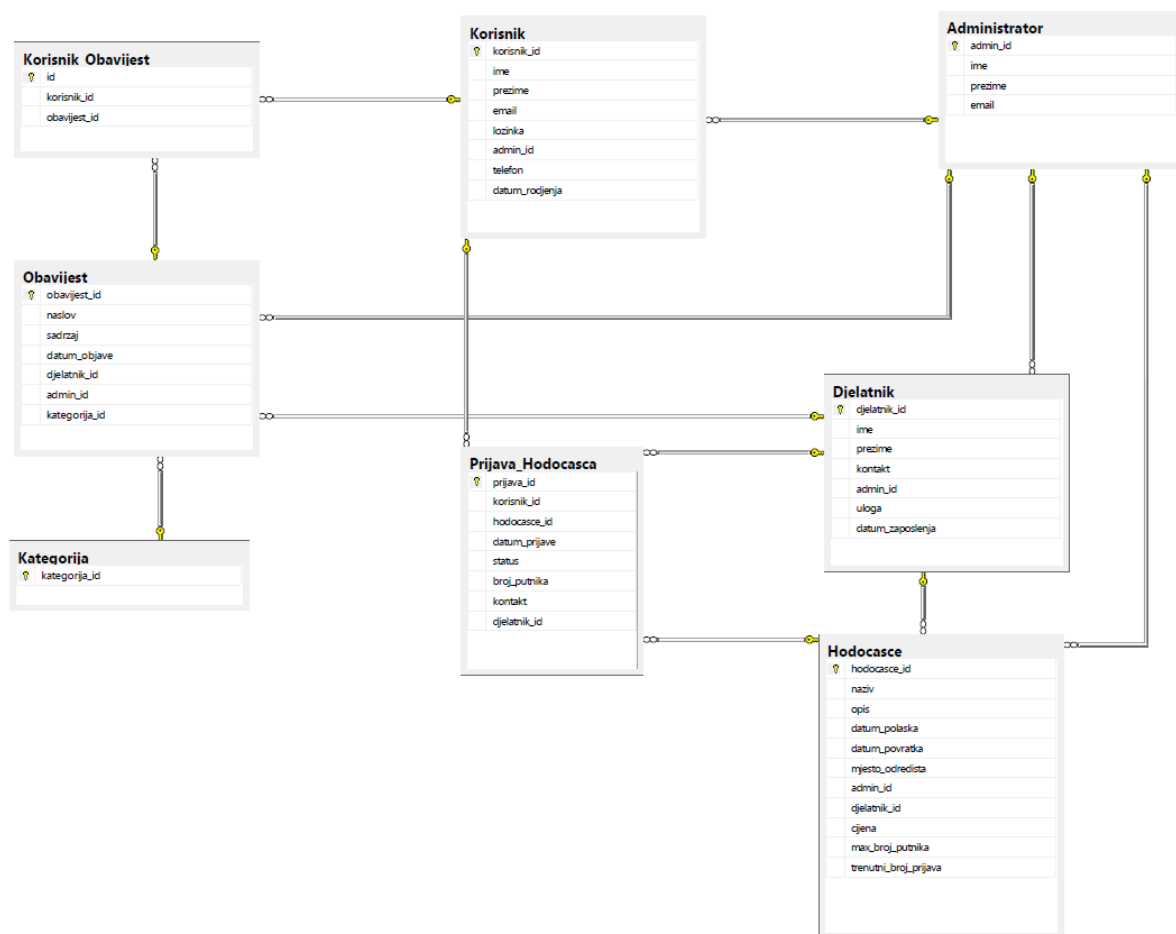 Korisnik_Obavijest
id
korisnik_id
obavijest_id
Korisnik
korisnik_id
ime
prezime
email
lozinka
admin_id
telefon
datum_rodjenja
Administrator
admin_id
ime
prezime
email
Obavijest
obavijest_id
naslov
sadrzaj
datum_objave
djelatnik_id
admin_id
kategorija_id
Djelatnik
djelatnik_id
ime
prezime
kontakt
admin_id
uloga
datum_zaposlenja
Prijava_Hodocasca
prijava_id
korisnik_id
hodocasce_id
datum_prijave
status
broj_putnika
kontakt
djelatnik_id
Kategorija
kategorija_id
Hodocasce
hodocasce_id
naziv
opis
datum_polaska
datum_povratka
mjesto_odredista
admin_id
djelatnik_id
cijena
max_broj_putnika
trenutni_broj_prijava